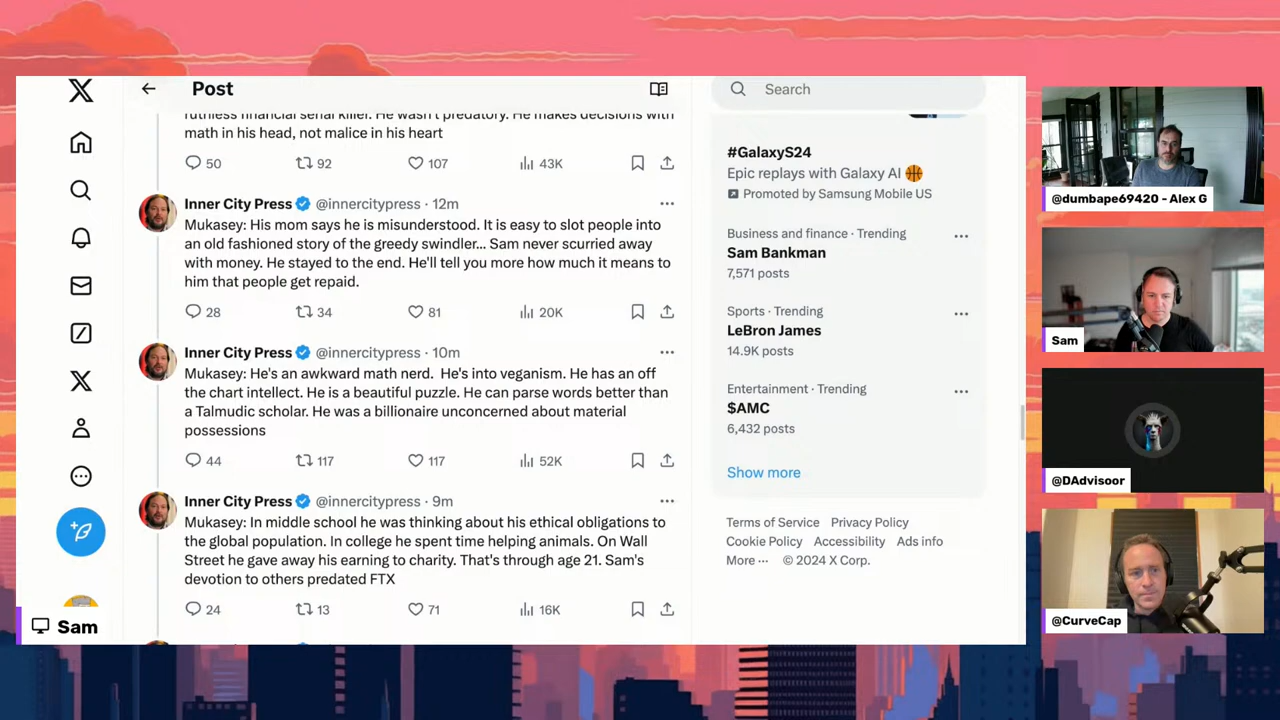 Post
Search
ruthless financial serial killer. He wasn't predatory. He makes decisions with
math in his head, not malice in his heart
50 92 107 43K
Inner City Press @innercitypress · 12m
Mukasey: His mom says he is misunderstood. It is easy to slot people into
an old fashioned story of the greedy swindler... Sam never scurried away
with money. He stayed to the end. He'll tell you more how much it means to
him that people get repaid.
28 34 81 20K
Inner City Press @innercitypress · 10m
Mukasey: He's an awkward math nerd. He's into veganism. He has an off
the chart intellect. He is a beautiful puzzle. He can parse words better than
a Talmudic scholar. He was a billionaire unconcerned about material
possessions
44 117 117 52K
Inner City Press @innercitypress · 9m
Mukasey: In middle school he was thinking about his ethical obligations to
the global population. In college he spent time helping animals. On Wall
Street he gave away his earning to charity. That's through age 21. Sam's
devotion to others predated FTX
24 13 71 16K
#GalaxyS24
Epic replays with Galaxy AI
Promoted by Samsung Mobile US
Business and finance · Trending
Sam Bankman
7,571 posts
Sports · Trending
LeBron James
14.9K posts
Entertainment · Trending
$AMC
6,432 posts
Show more
Terms of Service Privacy Policy
Cookie Policy Accessibility Ads info
More ··· © 2024 X Corp.
Sam
@dumbape69420 - Alex G
Sam
@DAdvisoor
@CurveCap